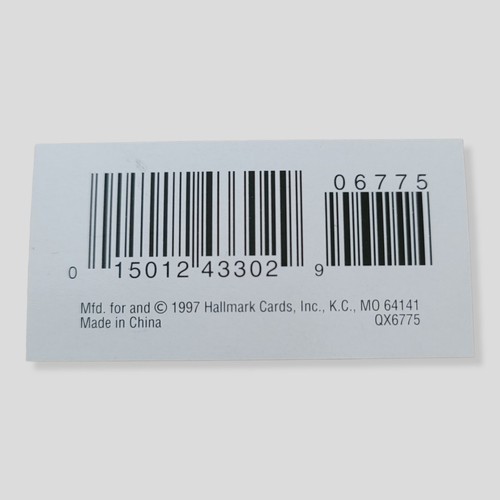 06775
0 15012 43302 9
Mfd. for and © 1997 Hallmark Cards, Inc., K.C., MO 64141
Made in China QX6775